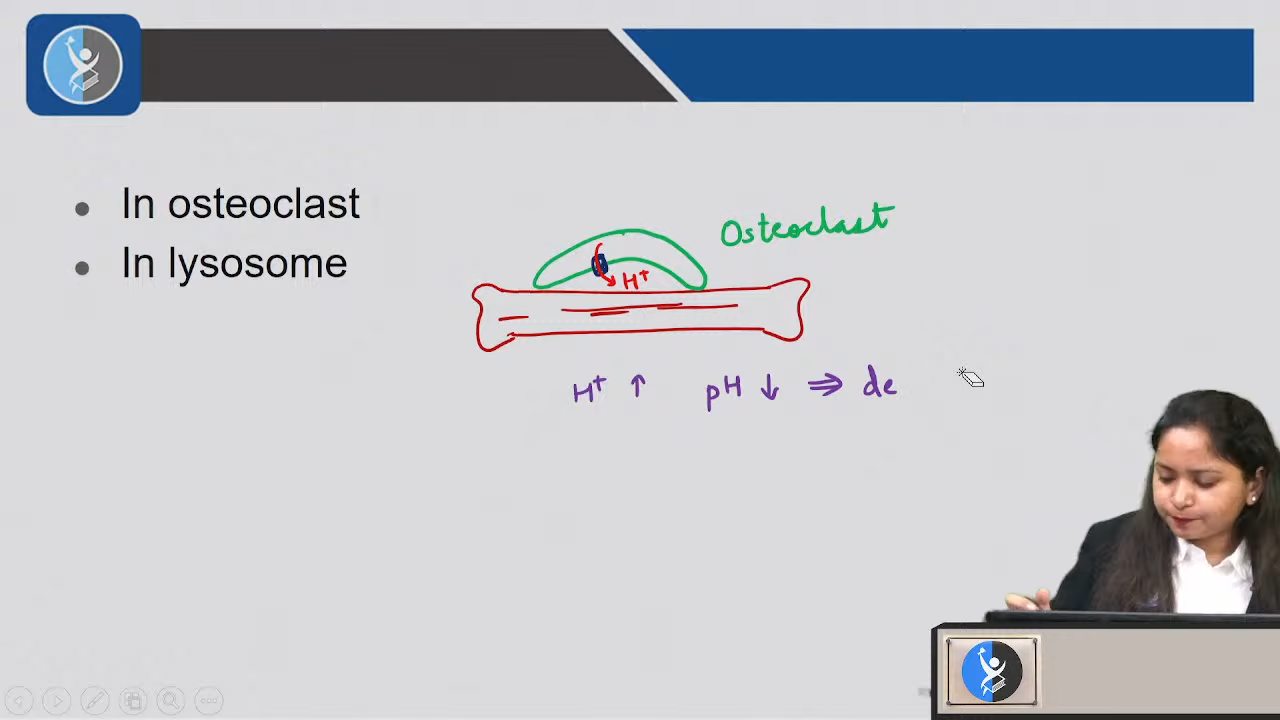 In osteoclast
In lysosome
Osteoclast
H+
H+ ↑ pH ↓ ⇒ de